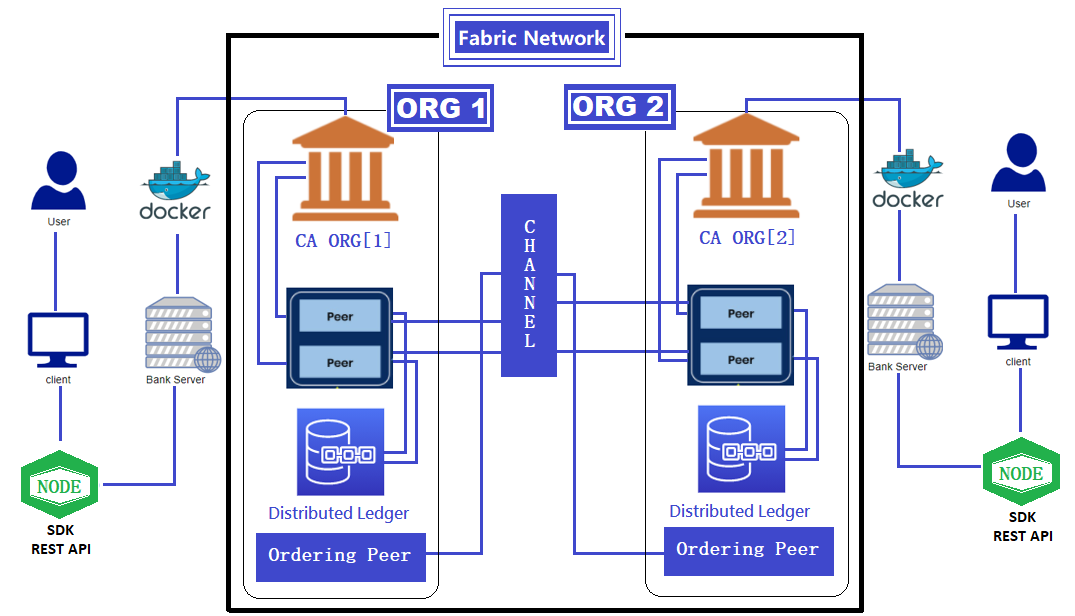 Fabric Network
ORG 1
ORG 2
User
docker
CA ORG[1]
CHANNEL
CA ORG[2]
docker
User
Peer
Peer
Peer
Peer
client
Bank Server
Bank Server
client
NODE
SDK
REST API
Distributed Ledger
Ordering Peer
Distributed Ledger
Ordering Peer
NODE
SDK
REST API